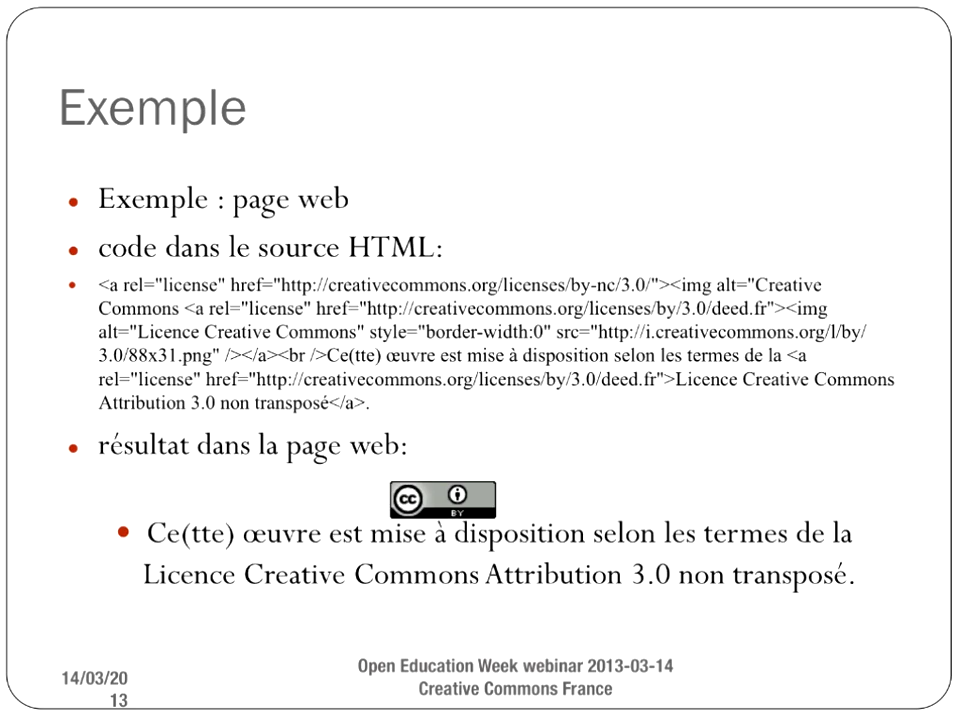 Exemple
• Exemple : page web
• code dans le source HTML:
• <a rel="license" href="http://creativecommons.org/licenses/by-nc/3.0/"><img alt="Creative
Commons <a rel="license" href="http://creativecommons.org/licenses/by/3.0/deed.fr"><img
alt="Licence Creative Commons" style="border-width:0" src="http://i.creativecommons.org/l/by/
3.0/88x31.png" /></a><br />Ce(tte) œuvre est mise à disposition selon les termes de la <a
rel="license" href="http://creativecommons.org/licenses/by/3.0/deed.fr">Licence Creative Commons
Attribution 3.0 non transposé</a>.
• résultat dans la page web:
cc
BY
• Ce(tte) œuvre est mise à disposition selon les termes de la
Licence Creative Commons Attribution 3.0 non transposé.
14/03/20
13
Open Education Week webinar 2013-03-14
Creative Commons France